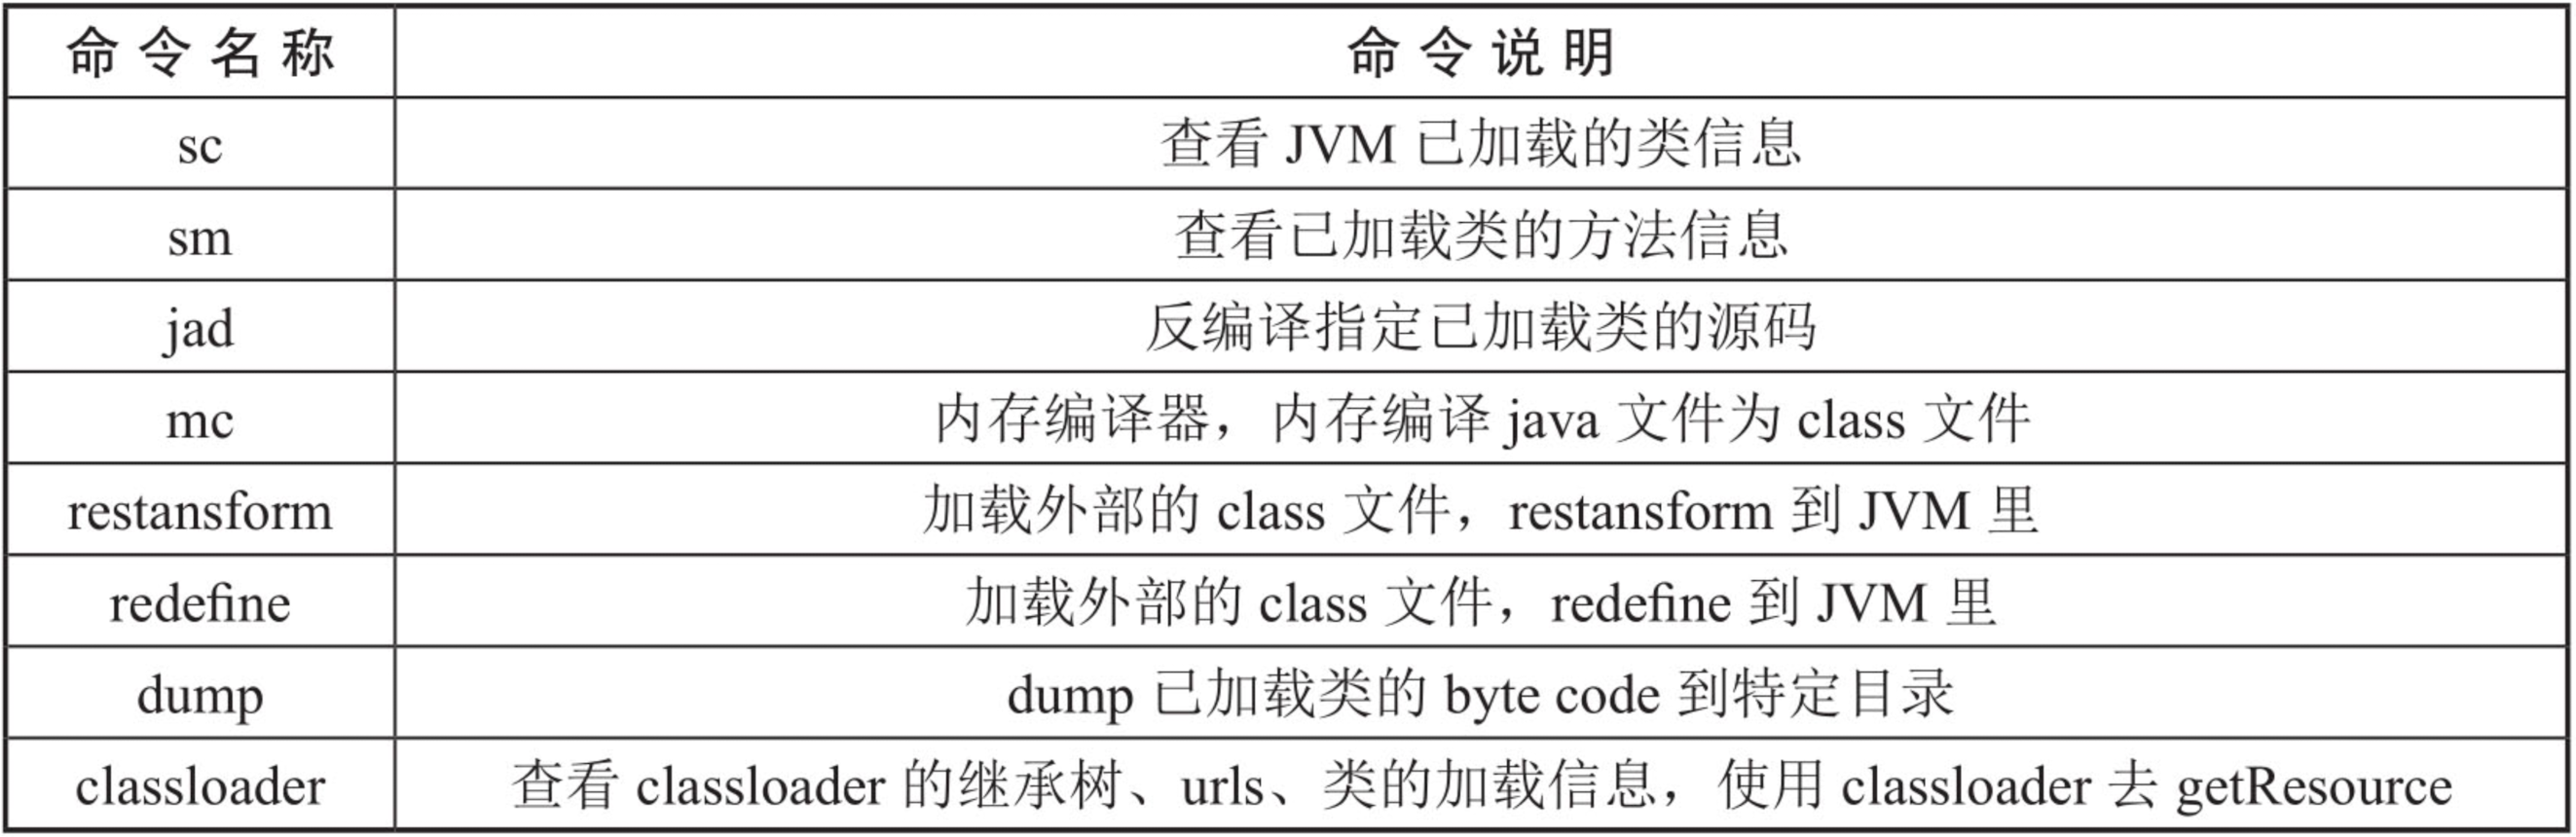 命令名称 命令说明
sc 查看 JVM 已加载的类信息
sm 查看已加载类的方法信息
jad 反编译指定已加载类的源码
mc 内存编译器，内存编译 java 文件为 class 文件
restansform 加载外部的 class 文件，restansform 到 JVM 里
redefine 加载外部的 class 文件，redefine 到 JVM 里
dump dump 已加载类的 byte code 到特定目录
classloader 查看 classloader 的继承树、urls、类的加载信息，使用 classloader 去 getResource